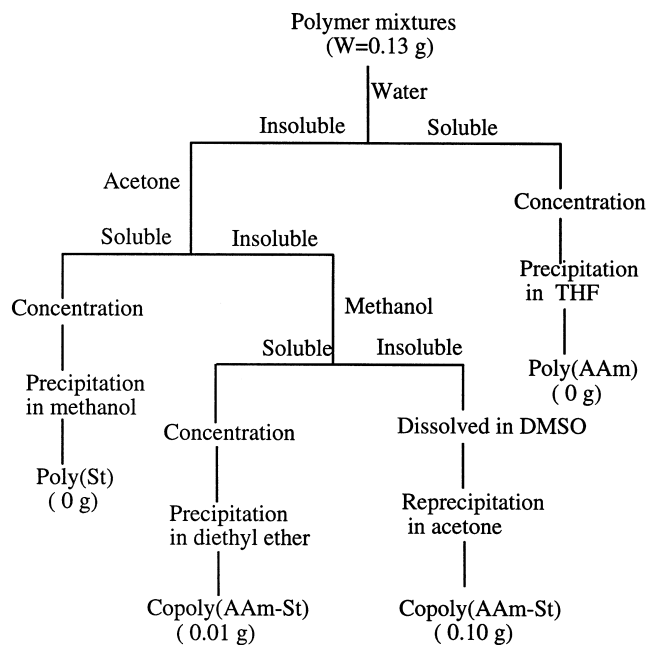 Polymer mixtures
(W=0.13 g)
Water
Insoluble
Soluble
Acetone
Concentration
Soluble
Insoluble
Precipitation
in THF
Concentration
Methanol
Soluble
Insoluble
Poly(AAm)
( 0 g)
Precipitation
in methanol
Concentration
Dissolved in DMSO
Poly(St)
( 0 g)
Precipitation
in diethyl ether
Reprecipitation
in acetone
Copoly(AAm-St)
( 0.01 g)
Copoly(AAm-St)
( 0.10 g)